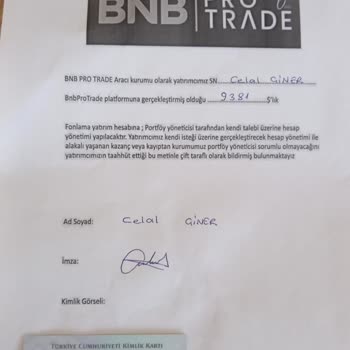 BNB PRO
TRADE
BNB PRO TRADE Aracı kurumu olarak yatırımcımız SN Celal GİNER
BnbProTrade platformuna gerçekleştirmiş olduğu 9381 $'lık
Fonlama yatırım hesabına ; Portföy yöneticisi tarafından kendi talebi üzerine hesap
yönetimi yapılacaktır. Yatırımcımız kendi isteği üzerine gerçekleştirecek hesap yönetimi ile
alakalı yaşanan kazanç veya kayıptan kurumumuz portföy yöneticisi sorumlu olmayacağını
yatırımcımızın taahhüt ettiği bu metinle çift taraflı olarak bildirmiş bulunmaktayız
Ad Soyad: Celal GİNER
İmza:
Kimlik Görseli:
TÜRKİYE CUMHURİYETİ KİMLİK KARTI